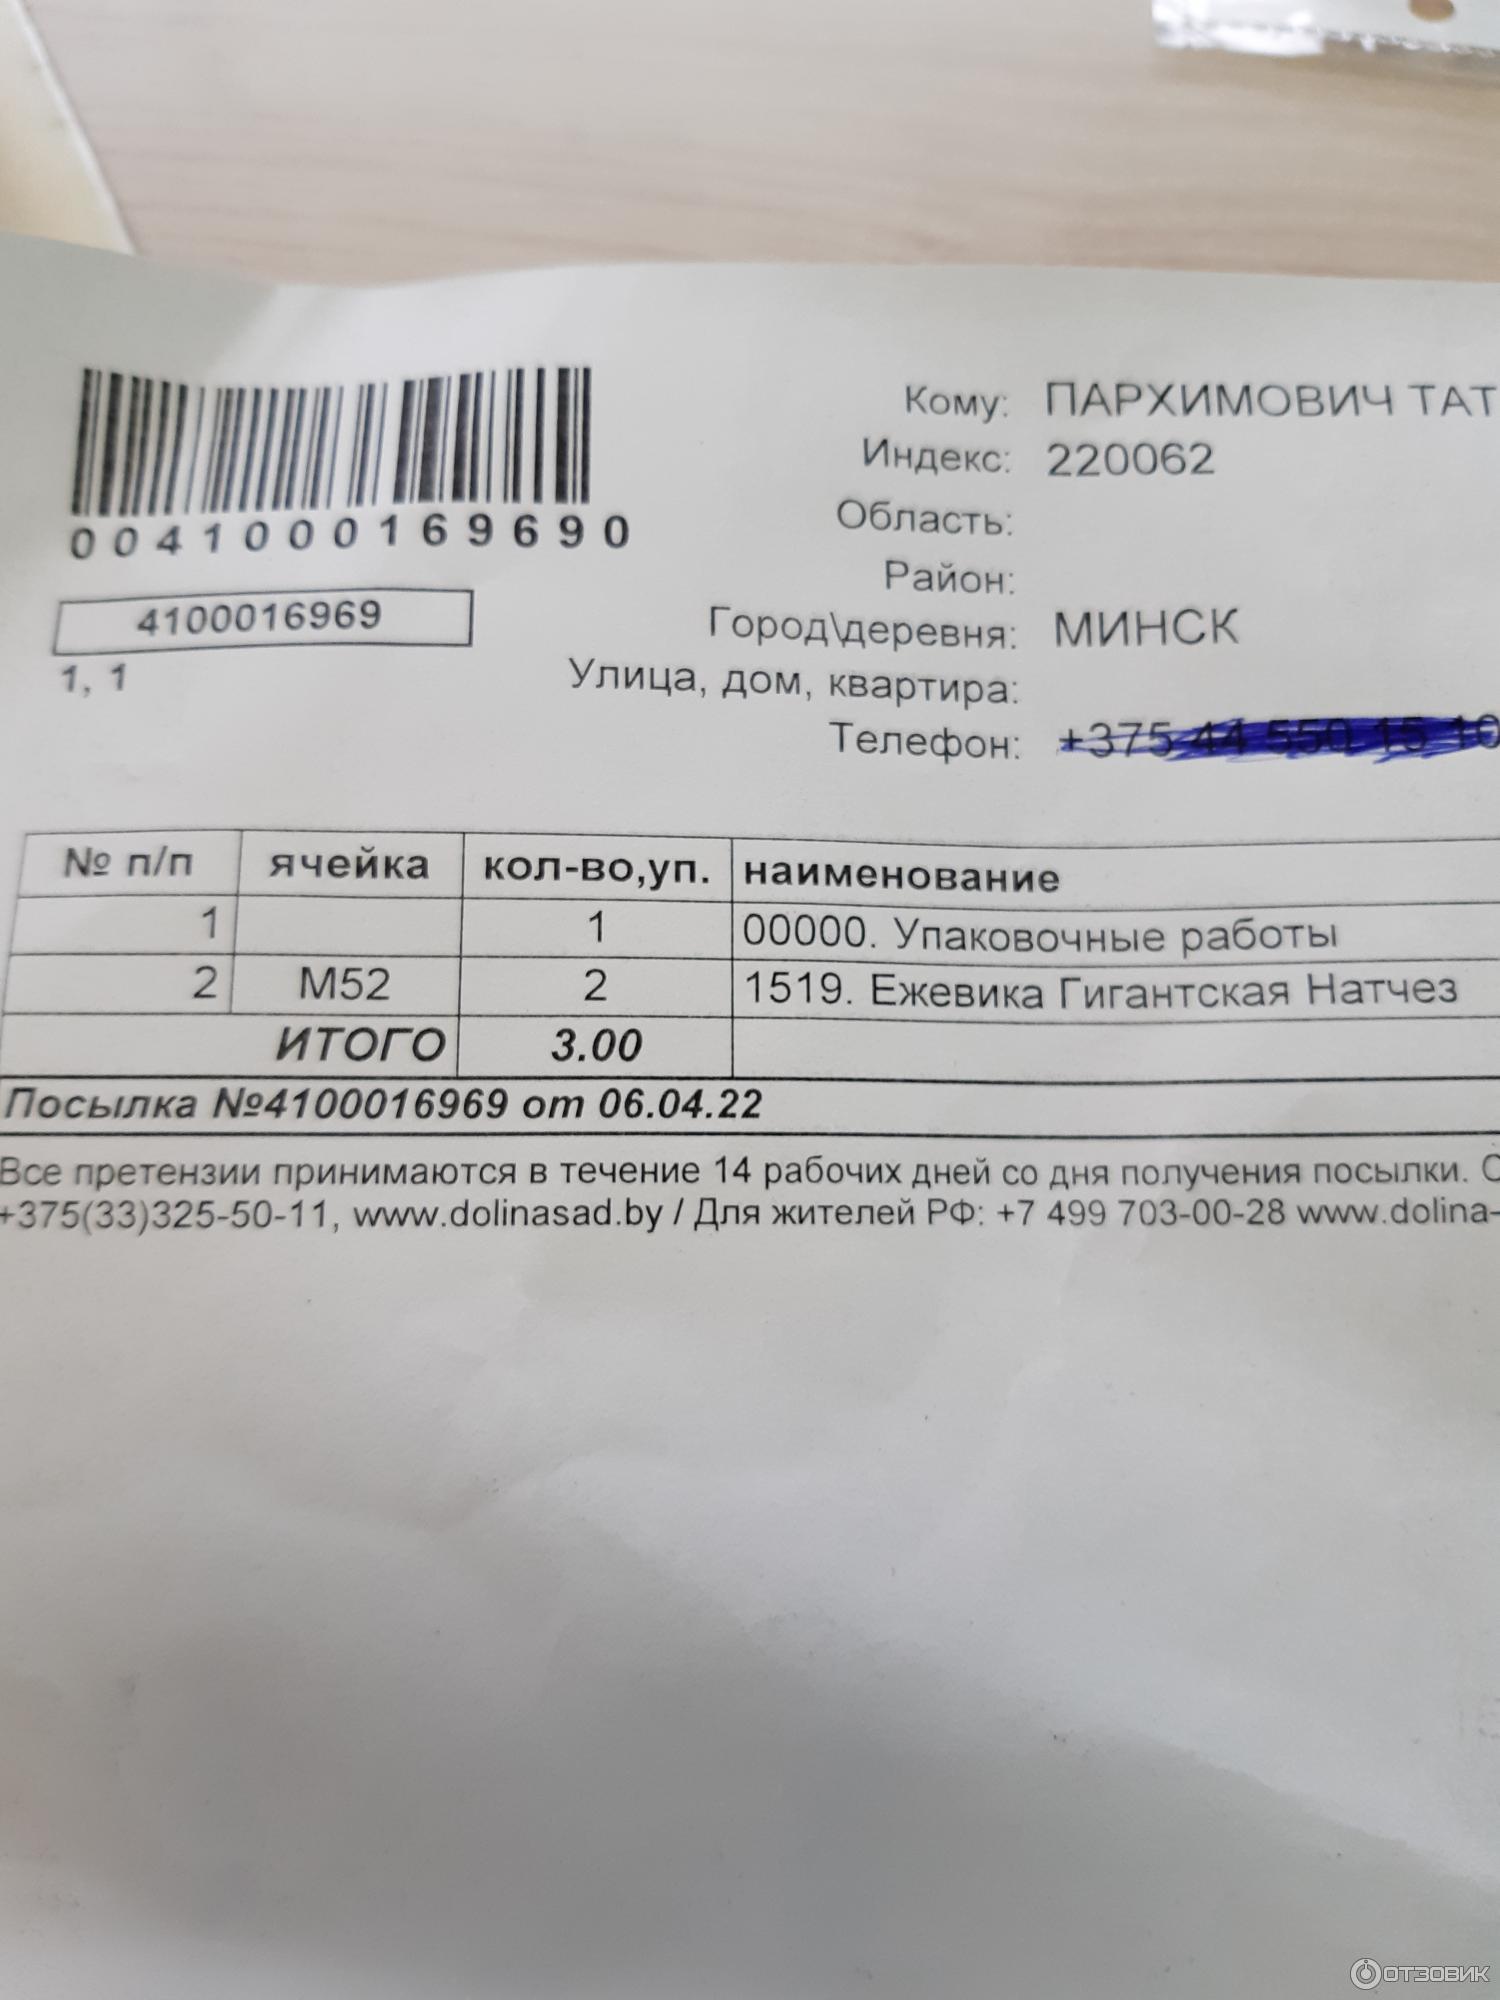 0041000169690
4100016969
1, 1
Кому: ПАРХИМОВИЧ ТАТ
Индекс: 220062
Область:
Район:
Город\деревня: МИНСК
Улица, дом, квартира:
Телефон:
№ п/п ячейка кол-во,уп. наименование
1 1 00000. Упаковочные работы
2 М52 2 1519. Ежевика Гигантская Натчез
ИТОГО 3.00
Посылка №4100016969 от 06.04.22
Все претензии принимаются в течение 14 рабочих дней со дня получения посылки.
+375(33)325-50-11, www.dolinasad.by / Для жителей РФ: +7 499 703-00-28 www.dolina-
ОТЗОВИК